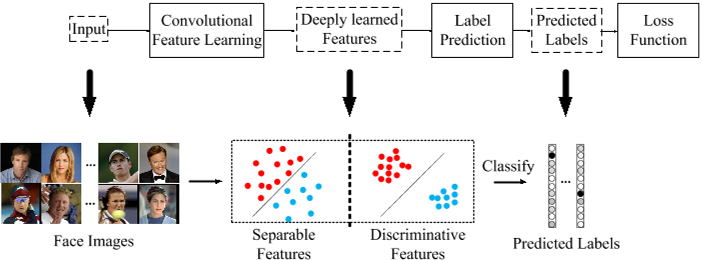 Input
Convolutional
Feature Learning
Deeply learned
Features
Label
Prediction
Predicted
Labels
Loss
Function
...
...
Classify
...
Face Images
Separable
Features
Discriminative
Features
Predicted Labels